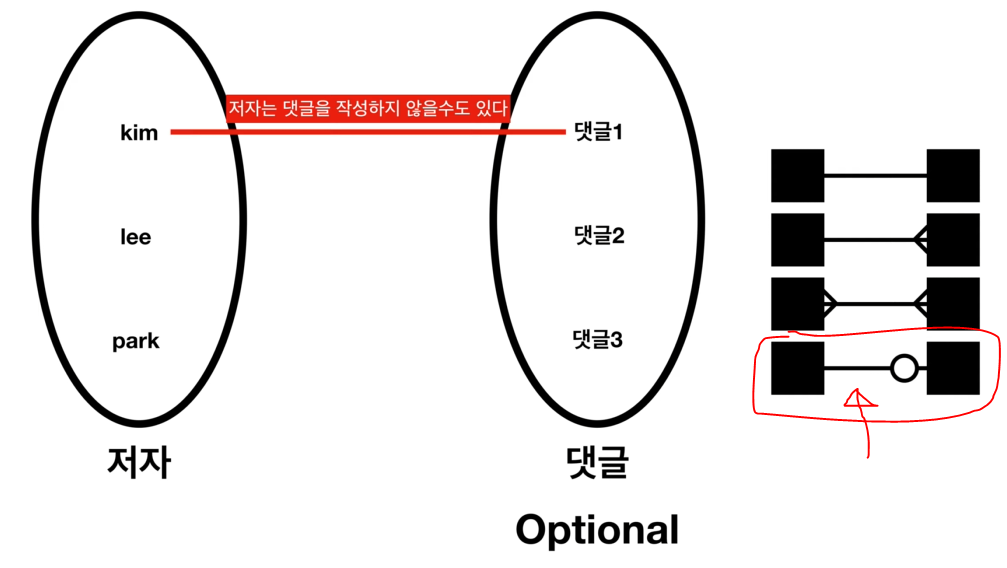 저자는 댓글을 작성하지 않을수도 있다
kim
댓글1
lee
댓글2
park
댓글3
저자
댓글
Optional